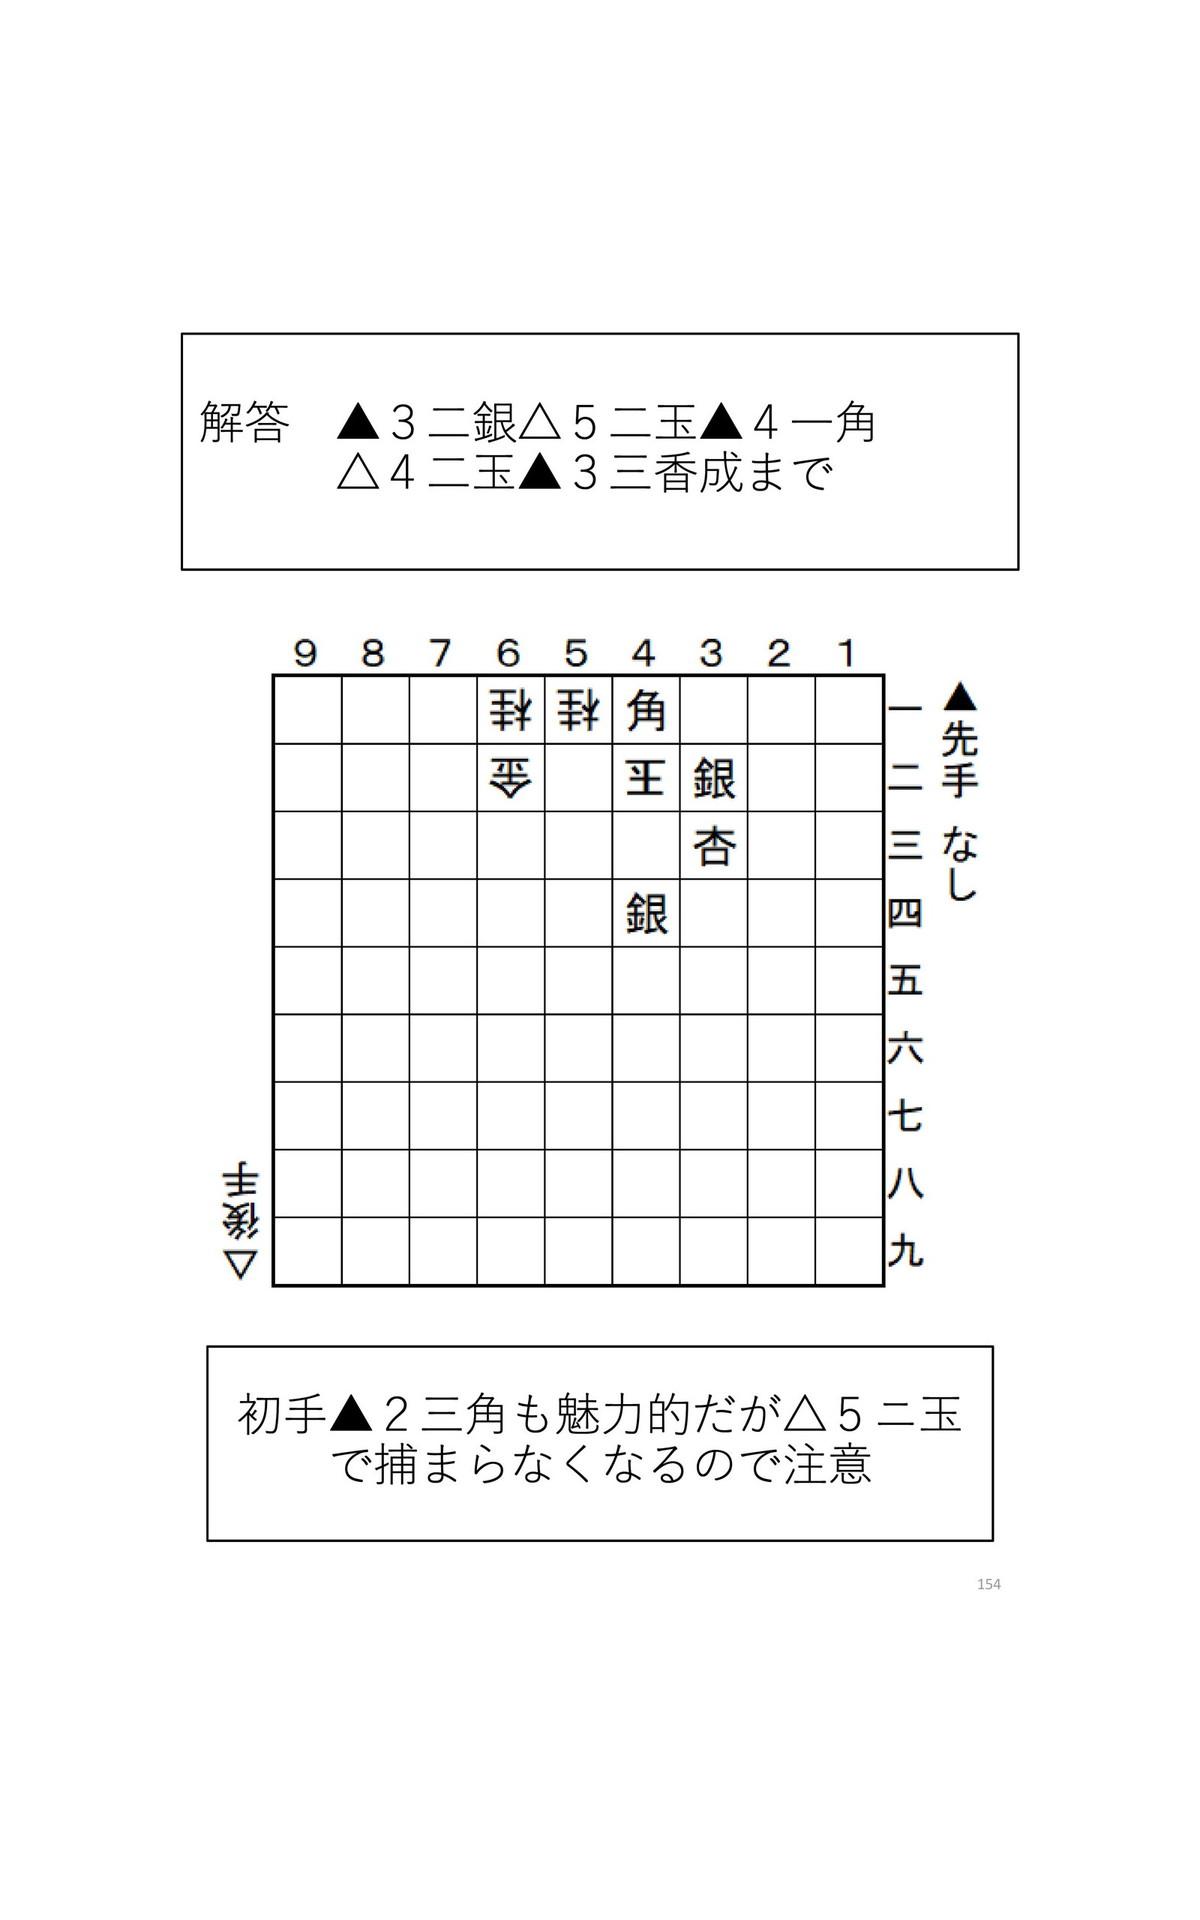 解答　▲３二銀△５二玉▲４一角
△４二玉▲３三香成まで
９ ８ ７ ６ ５ ４ ３ ２ １
桂 桂 角 一
金 王 銀 二
杏 三
銀 四
五
六
七
八
九
▲先手 なし
△後手
初手▲２三角も魅力的だが△５ニ玉
で捕まらなくなるので注意
154